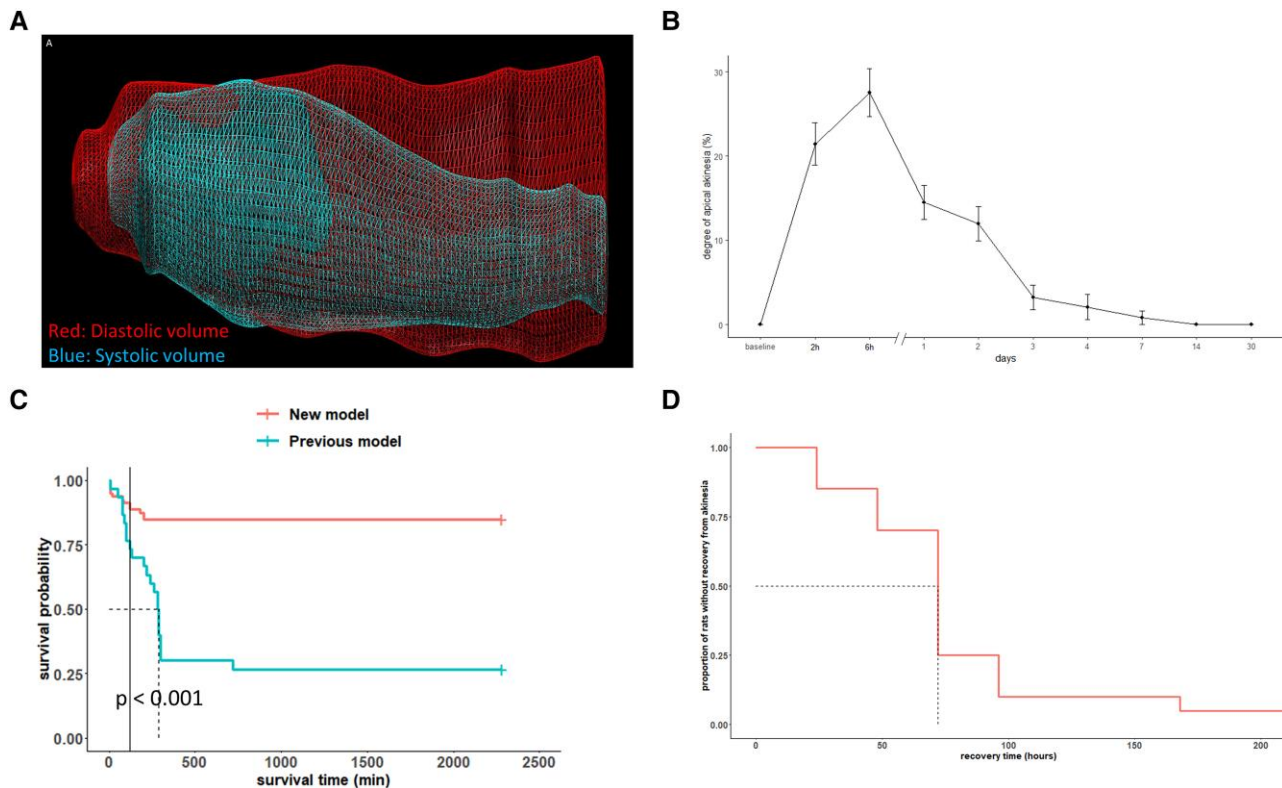 A
A
Red: Diastolic volume
Blue: Systolic volume
B
degree of apical akinesia (%)
30
20
10
0
baseline 2h 6h 1 2 3 4 7 14 30
days
C
New model
Previous model
survival probability
1.00
0.75
0.50
0.25
0.00
p < 0.001
0 500 1000 1500 2000 2500
survival time (min)
D
proportion of rats without recovery from akinesia
1.00
0.75
0.50
0.25
0.00
0 50 100 150 200
recovery time (hours)